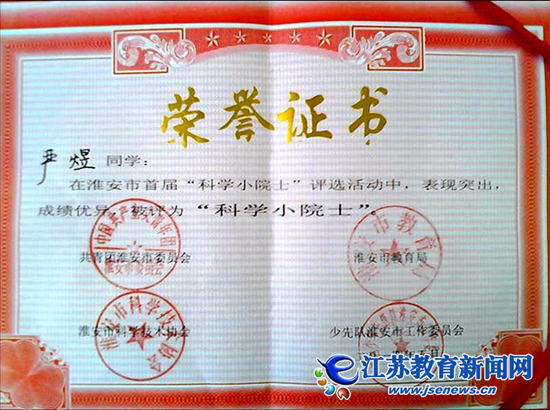 荣誉证书
严煜 同学:
在淮安市首届“科学小院士”评选活动中,表现突出,
成绩优异,被评为“科学小院士”。
共青团淮安市委员会 淮安市教育局
淮安市科学技术协会 少先队淮安市工作委员会
江苏教育新闻网
www.jsenews.cn